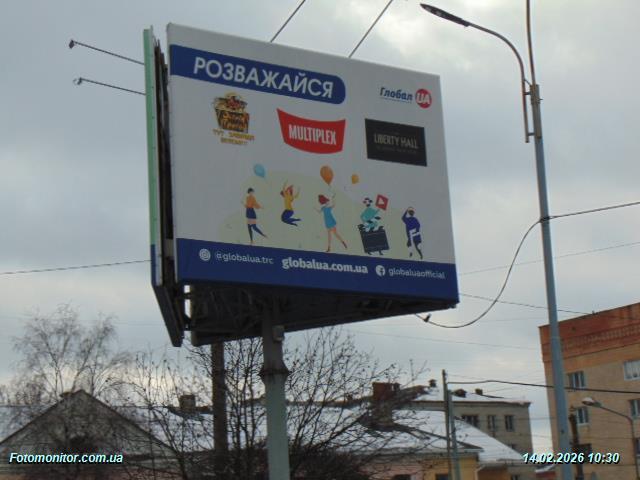 РОЗВАЖАЙСЯ
Глобал UA
MULTIPLEX
LIBERTY HALL
@globalua.trc
globalua.com.ua
globaluaofficial
Fotomonitor.com.ua
14.02.2026 10:30